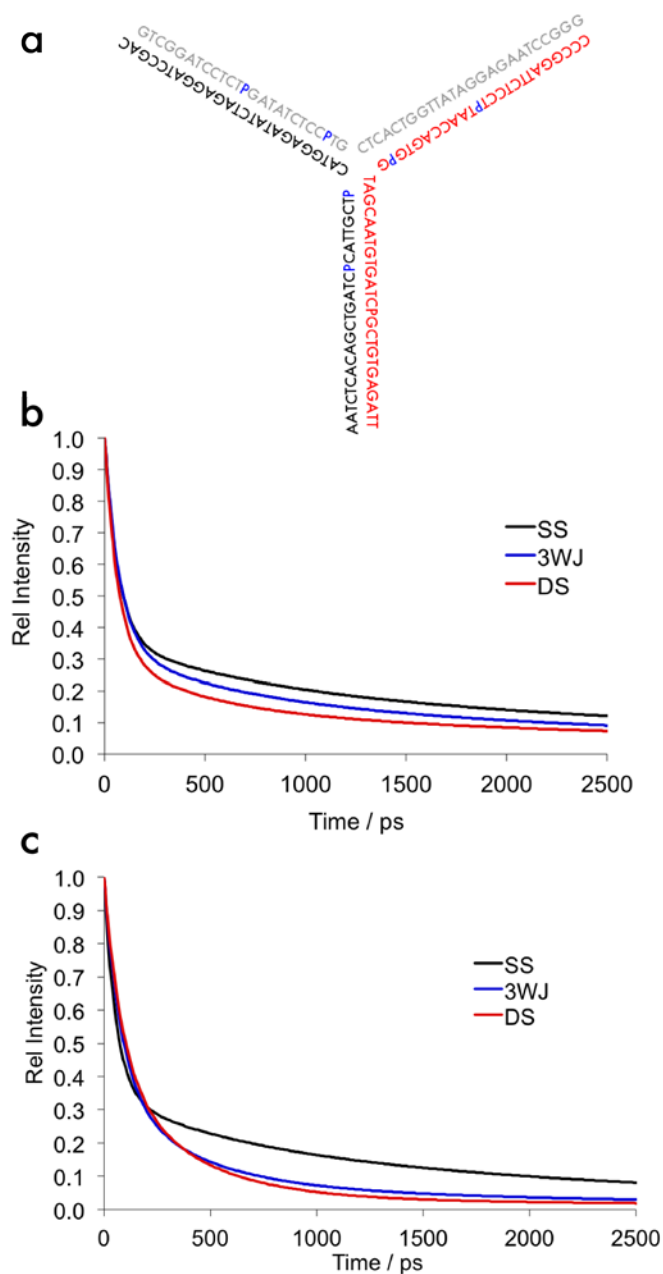 a
GTCGGATCCTCTPGATATCTCCPTG
CATGGAGATATCTAGAGGATCCGAC
CTCACTGGTTATAGGAGAATCCGGG
CCCGGATTCTCCTPTAACCAGTGPG
AATCTCACAGCTGATCPCATTGCTP
TAGCAATGTGATCPGCTGTGAGATT
b
Rel Intensity
1.0
0.9
0.8
0.7
0.6
0.5
0.4
0.3
0.2
0.1
0.0
SS
3WJ
DS
0 500 1000 1500 2000 2500
Time / ps
c
Rel Intensity
1.0
0.9
0.8
0.7
0.6
0.5
0.4
0.3
0.2
0.1
0.0
SS
3WJ
DS
0 500 1000 1500 2000 2500
Time / ps